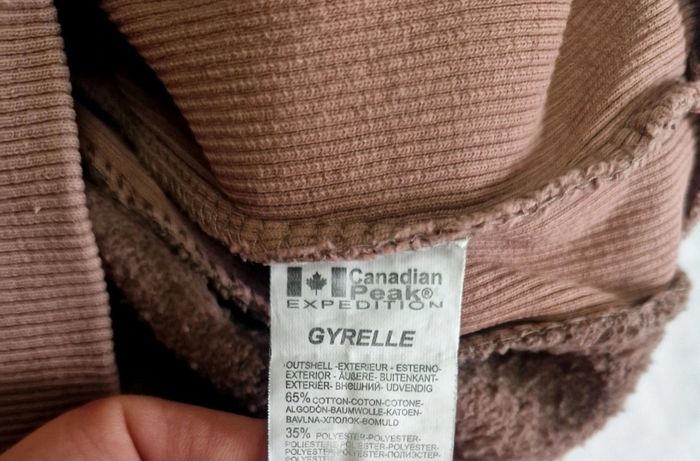 Canadian
Peak®
EXPEDITION
GYRELLE
OUTSHELL-EXTERIEUR-ESTERNO-
EXTERIOR-ÄUßERE-BUITENKANT-
EXTERIÉR-ВНЕШНИЙ-UDVENDIG
65% COTTON-COTON-COTONE-
ALGODÓN-BAUMWOLLE-KATOEN-
BAVLNA-ХЛОПОК-BOMULD
35% POLYESTER-POLYESTER-